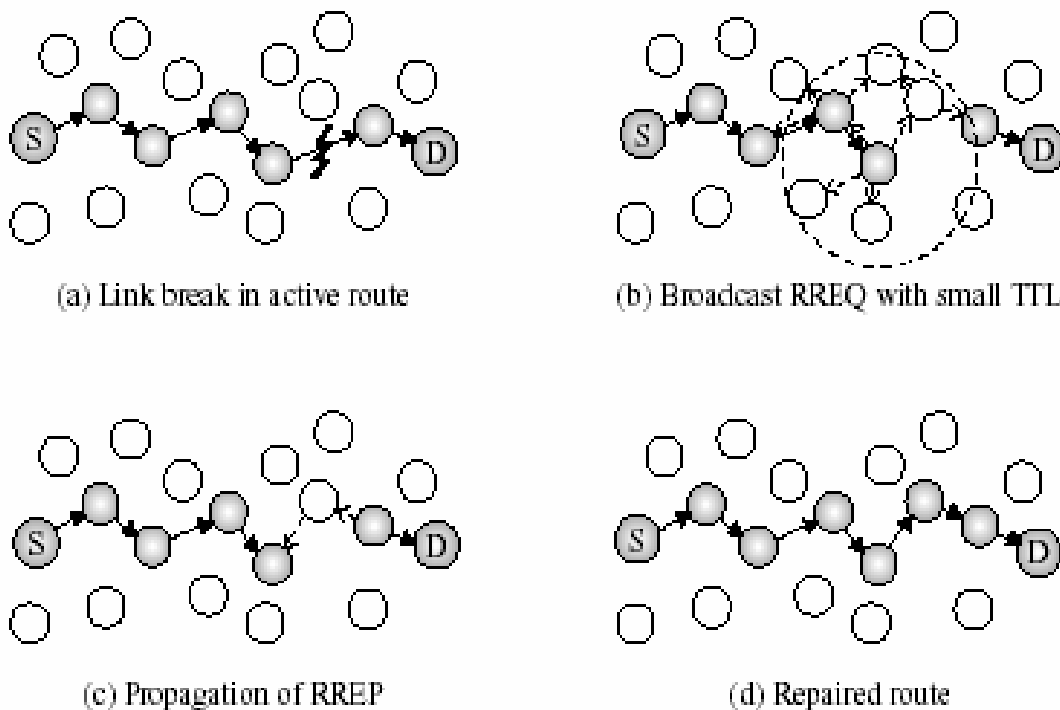 S
D
(a) Link break in active route
S
D
(b) Broadcast RREQ with small TTL
S
D
(c) Propagation of RREP
S
D
(d) Repaired route